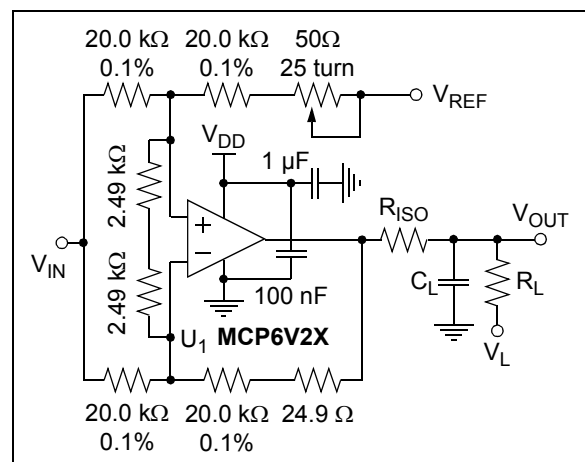 20.0 kΩ 20.0 kΩ 50Ω
0.1% 0.1% 25 turn
V_REF
V_DD
1 µF
2.49 kΩ
+
−
R_ISO
V_OUT
V_IN
2.49 kΩ
C_L
R_L
100 nF
U_1 MCP6V2X
V_L
20.0 kΩ 20.0 kΩ 24.9 Ω
0.1% 0.1%